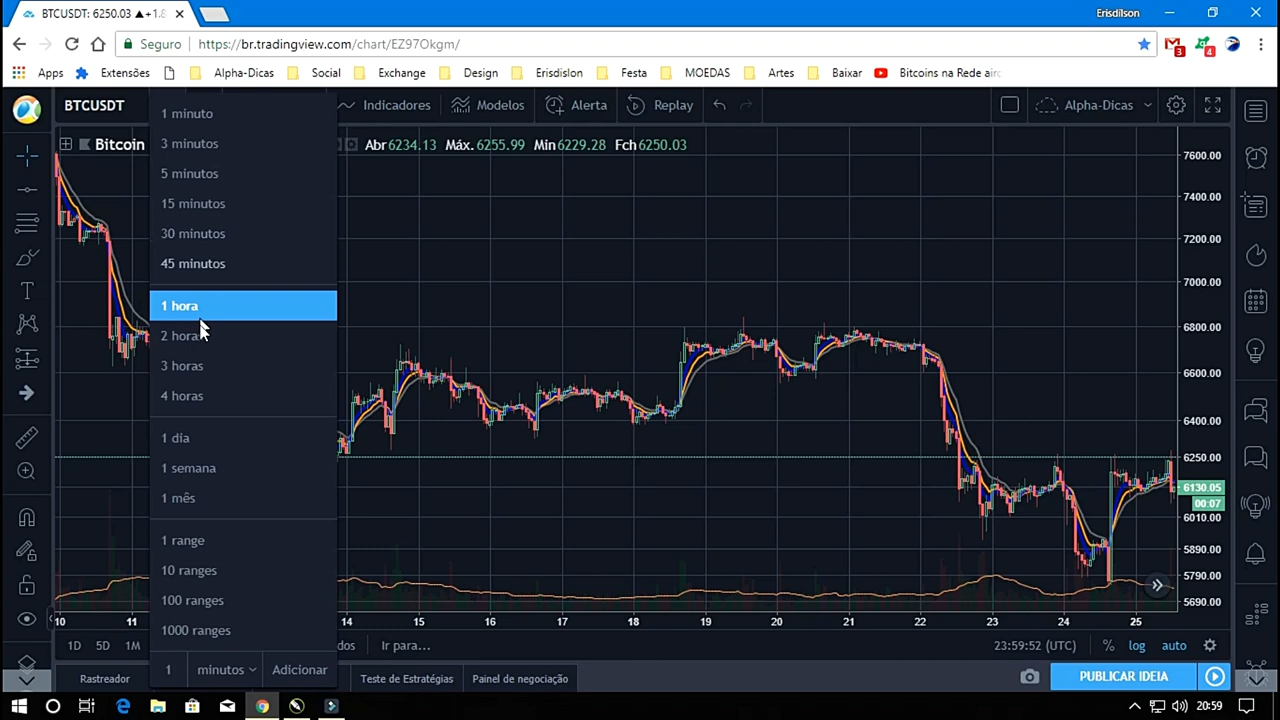 BTCUSDT: 6250.03 ▲+1.8
Erisdilson
Seguro
https://br.tradingview.com/chart/EZ97Okgm/
3
4
Apps
Extensões
Alpha-Dicas
Social
Exchange
Design
Erisdislon
Festa
MOEDAS
Artes
Baixar
Bitcoins na Rede airc
BTCUSDT
Indicadores
Modelos
Alerta
Replay
Alpha-Dicas
Bitcoin
Abr6234.13 Máx.6255.99 Min6229.28 Fch6250.03
1 minuto
3 minutos
5 minutos
15 minutos
30 minutos
45 minutos
1 hora
2 horas
3 horas
4 horas
1 dia
1 semana
1 mês
1 range
10 ranges
100 ranges
1000 ranges
1
minutos
Adicionar
7600.00
7400.00
7200.00
7000.00
6800.00
6600.00
6400.00
6250.00
6130.05
00:07
6010.00
5890.00
5790.00
5690.00
10 11 14 15 16 17 18 19 20 21 22 23 24 25
1D 5D 1M
dos
Ir para...
23:59:52 (UTC)
%
log
auto
Rastreador
Teste de Estratégias
Painel de negociação
PUBLICAR IDEIA
20:59